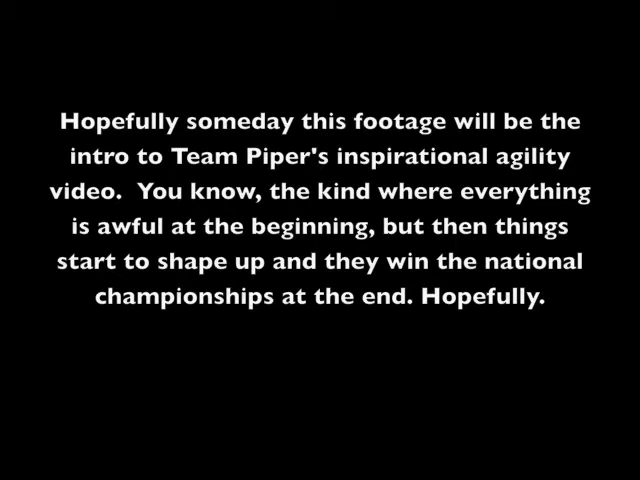 Hopefully someday this footage will be the
intro to Team Piper's inspirational agility
video.  You know, the kind where everything
is awful at the beginning, but then things
start to shape up and they win the national
championships at the end. Hopefully.